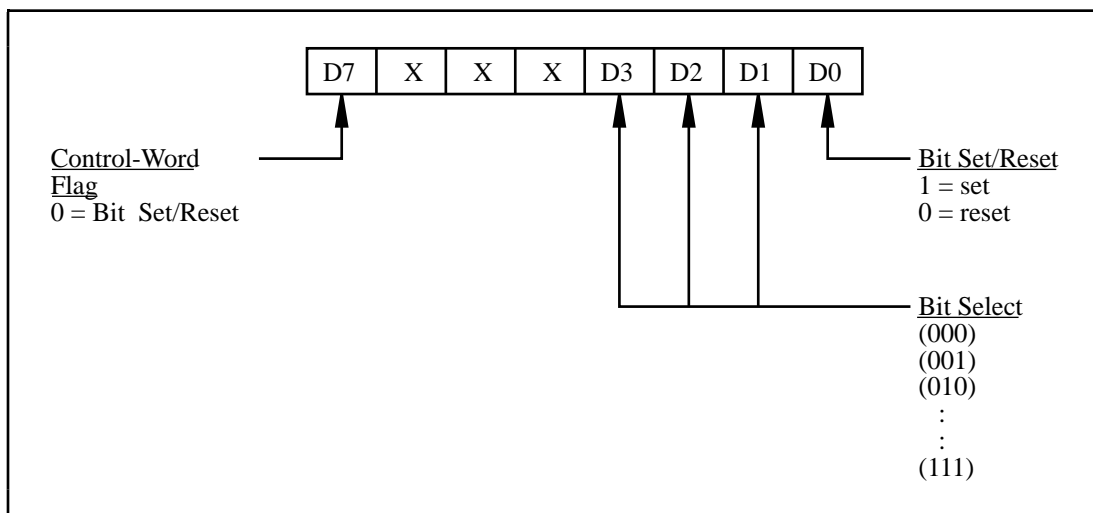 D7 X X X D3 D2 D1 D0
Control-Word
Flag
0 = Bit Set/Reset
Bit Set/Reset
1 = set
0 = reset
Bit Select
(000)
(001)
(010)
:
:
(111)